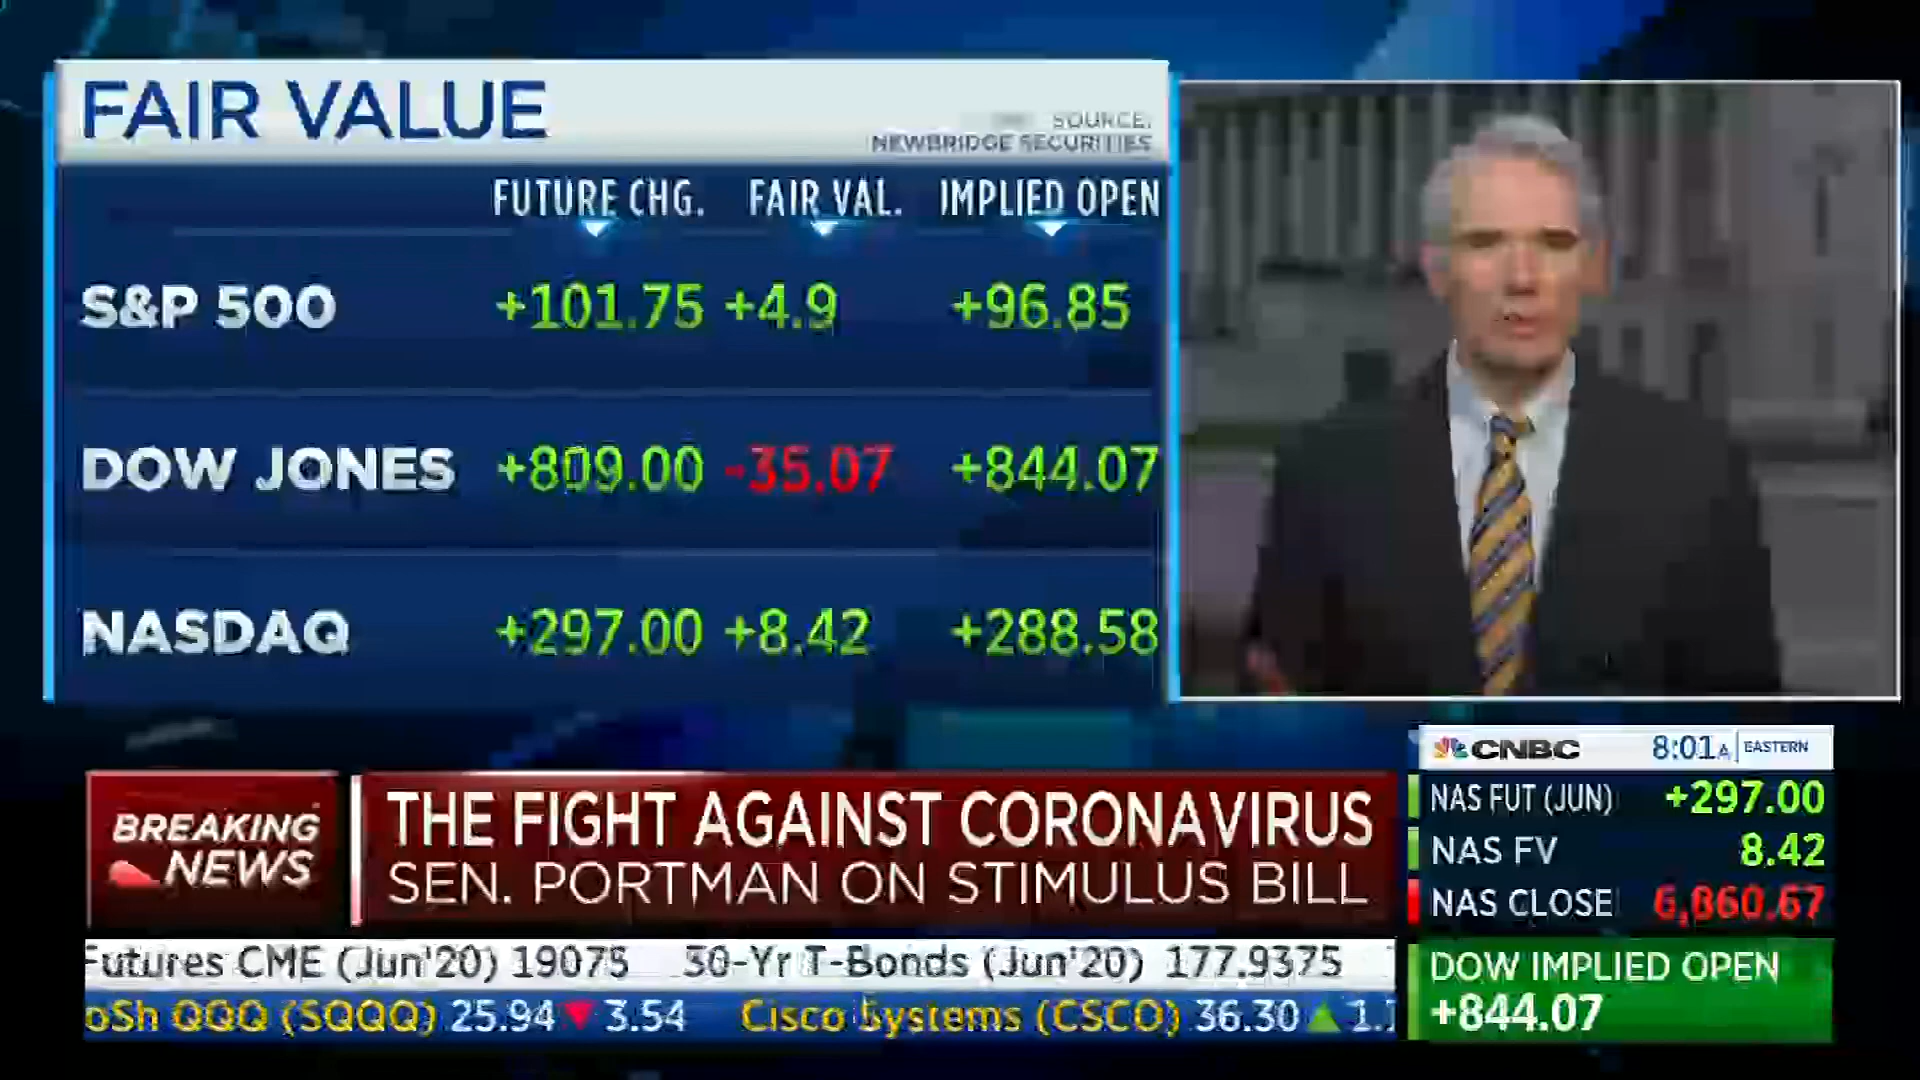 FAIR VALUE
SOURCE:
NEWBRIDGE SECURITIES
FUTURE CHG. FAIR VAL. IMPLIED OPEN
S&P 500 +101.75 +4.9 +96.85
DOW JONES +809.00 -35.07 +844.07
NASDAQ +297.00 +8.42 +288.58
CNBC 8:01A EASTERN
NAS FUT (JUN) +297.00
NAS FV 8.42
NAS CLOSE 6,860.67
DOW IMPLIED OPEN
+844.07
BREAKING
NEWS
THE FIGHT AGAINST CORONAVIRUS
SEN. PORTMAN ON STIMULUS BILL
Futures CME (Jun'20) 19075 30-Yr T-Bonds (Jun'20) 177.9375
oSh QQQ (SQQQ) 25.94 ▼ 3.54 Cisco Systems (CSCO) 36.30 ▲ 1.